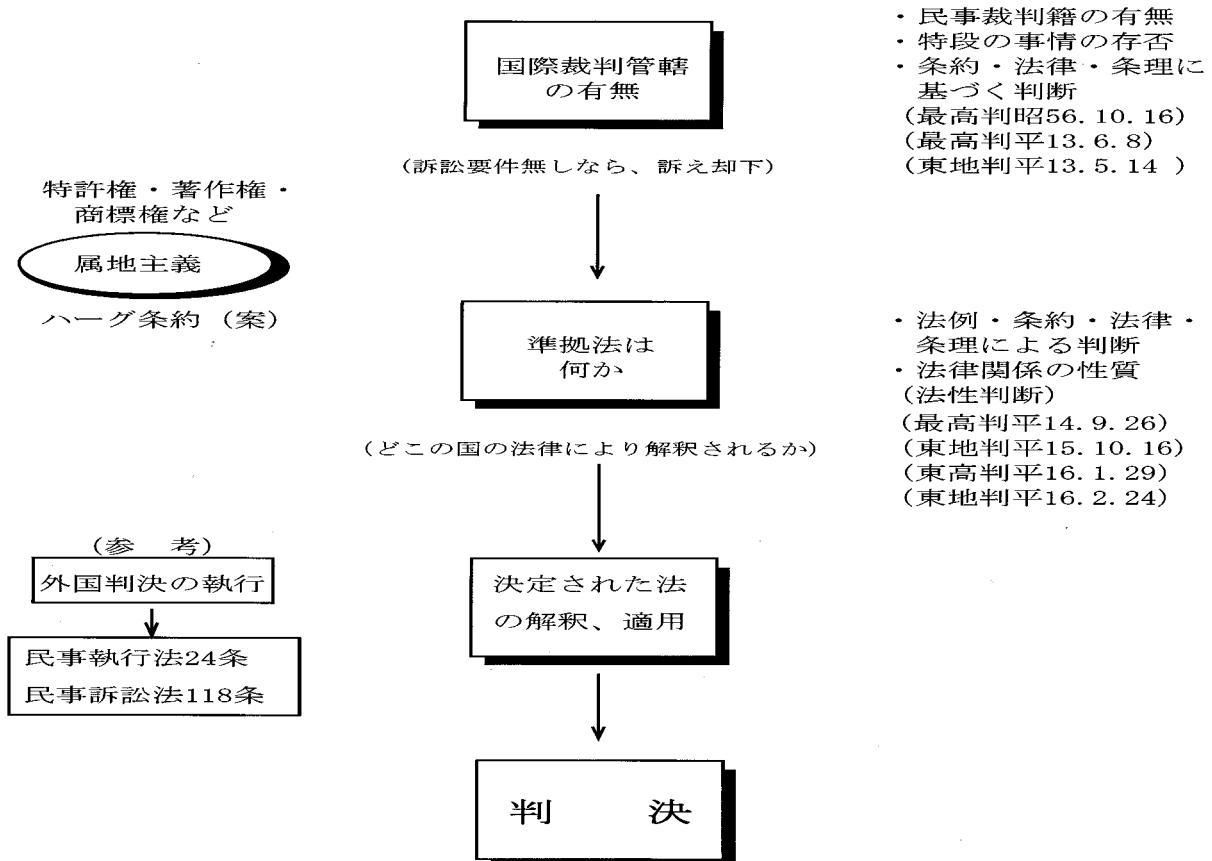 国際裁判管轄
の有無
・民事裁判籍の有無
・特段の事情の存否
・条約・法律・条理に
基づく判断
(最高判昭56.10.16)
(最高判平13.6.8)
(東地判平13.5.14 )
(訴訟要件無しなら、訴え却下)
特許権・著作権・
商標権など
属地主義
ハーグ条約 (案)
準拠法は
何か
・法例・条約・法律・
条理による判断
・法律関係の性質
(法性判断)
(最高判平14.9.26)
(東地判平15.10.16)
(東高判平16.1.29)
(東地判平16.2.24)
(どこの国の法律により解釈されるか)
(参 考)
外国判決の執行
民事執行法24条
民事訴訟法118条
決定された法
の解釈、適用
判 決